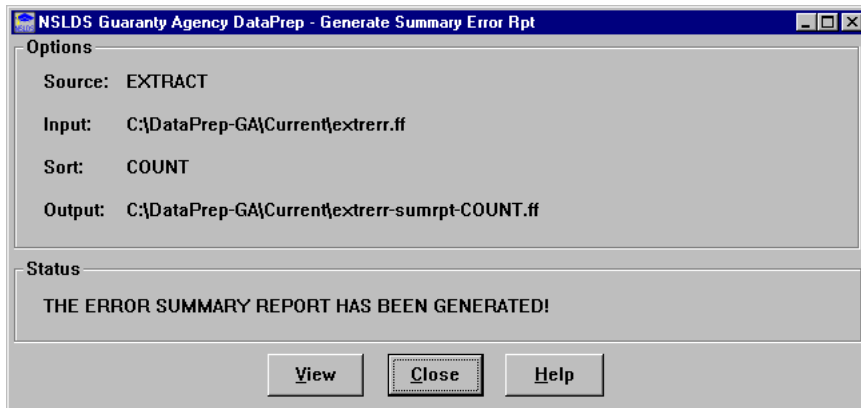 NSLDS Guaranty Agency DataPrep - Generate Summary Error Rpt
Options
Source: EXTRACT
Input: C:\DataPrep-GA\Current\extrerr.ff
Sort: COUNT
Output: C:\DataPrep-GA\Current\extrerr-sumrpt-COUNT.ff
Status
THE ERROR SUMMARY REPORT HAS BEEN GENERATED!
View Close Help